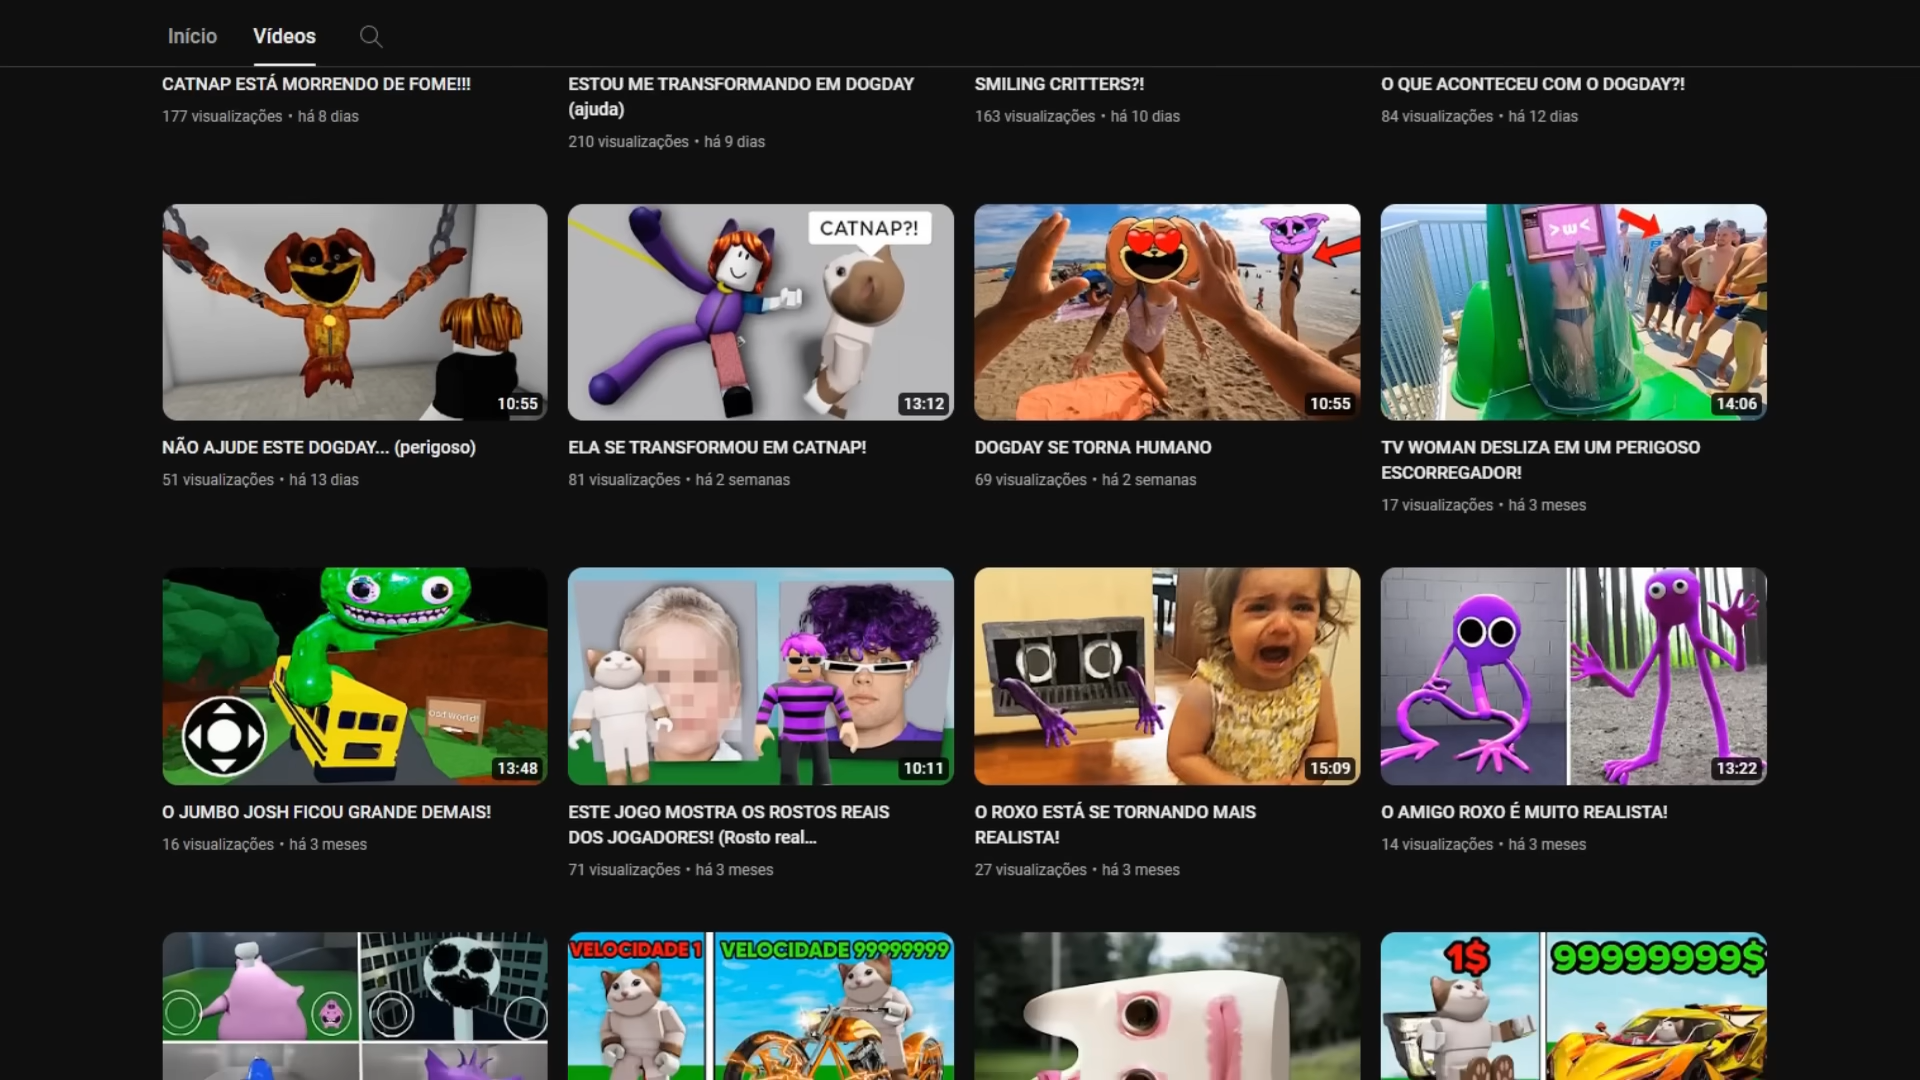 Início
Vídeos
CATNAP ESTÁ MORRENDO DE FOME!!!
177 visualizações • há 8 dias
ESTOU ME TRANSFORMANDO EM DOGDAY
(ajuda)
210 visualizações • há 9 dias
SMILING CRITTERS?!
163 visualizações • há 10 dias
O QUE ACONTECEU COM O DOGDAY?!
84 visualizações • há 12 dias
10:55
NÃO AJUDE ESTE DOGDAY... (perigoso)
51 visualizações • há 13 dias
CATNAP?!
13:12
ELA SE TRANSFORMOU EM CATNAP!
81 visualizações • há 2 semanas
10:55
DOGDAY SE TORNA HUMANO
69 visualizações • há 2 semanas
>w<
14:06
TV WOMAN DESLIZA EM UM PERIGOSO
ESCORREGADOR!
17 visualizações • há 3 meses
13:48
O JUMBO JOSH FICOU GRANDE DEMAIS!
16 visualizações • há 3 meses
10:11
ESTE JOGO MOSTRA OS ROSTOS REAIS
DOS JOGADORES! (Rosto real...
71 visualizações • há 3 meses
15:09
O ROXO ESTÁ SE TORNANDO MAIS
REALISTA!
27 visualizações • há 3 meses
13:22
O AMIGO ROXO É MUITO REALISTA!
14 visualizações • há 3 meses
VELOCIDADE 1
VELOCIDADE 99999999
1$
99999999$